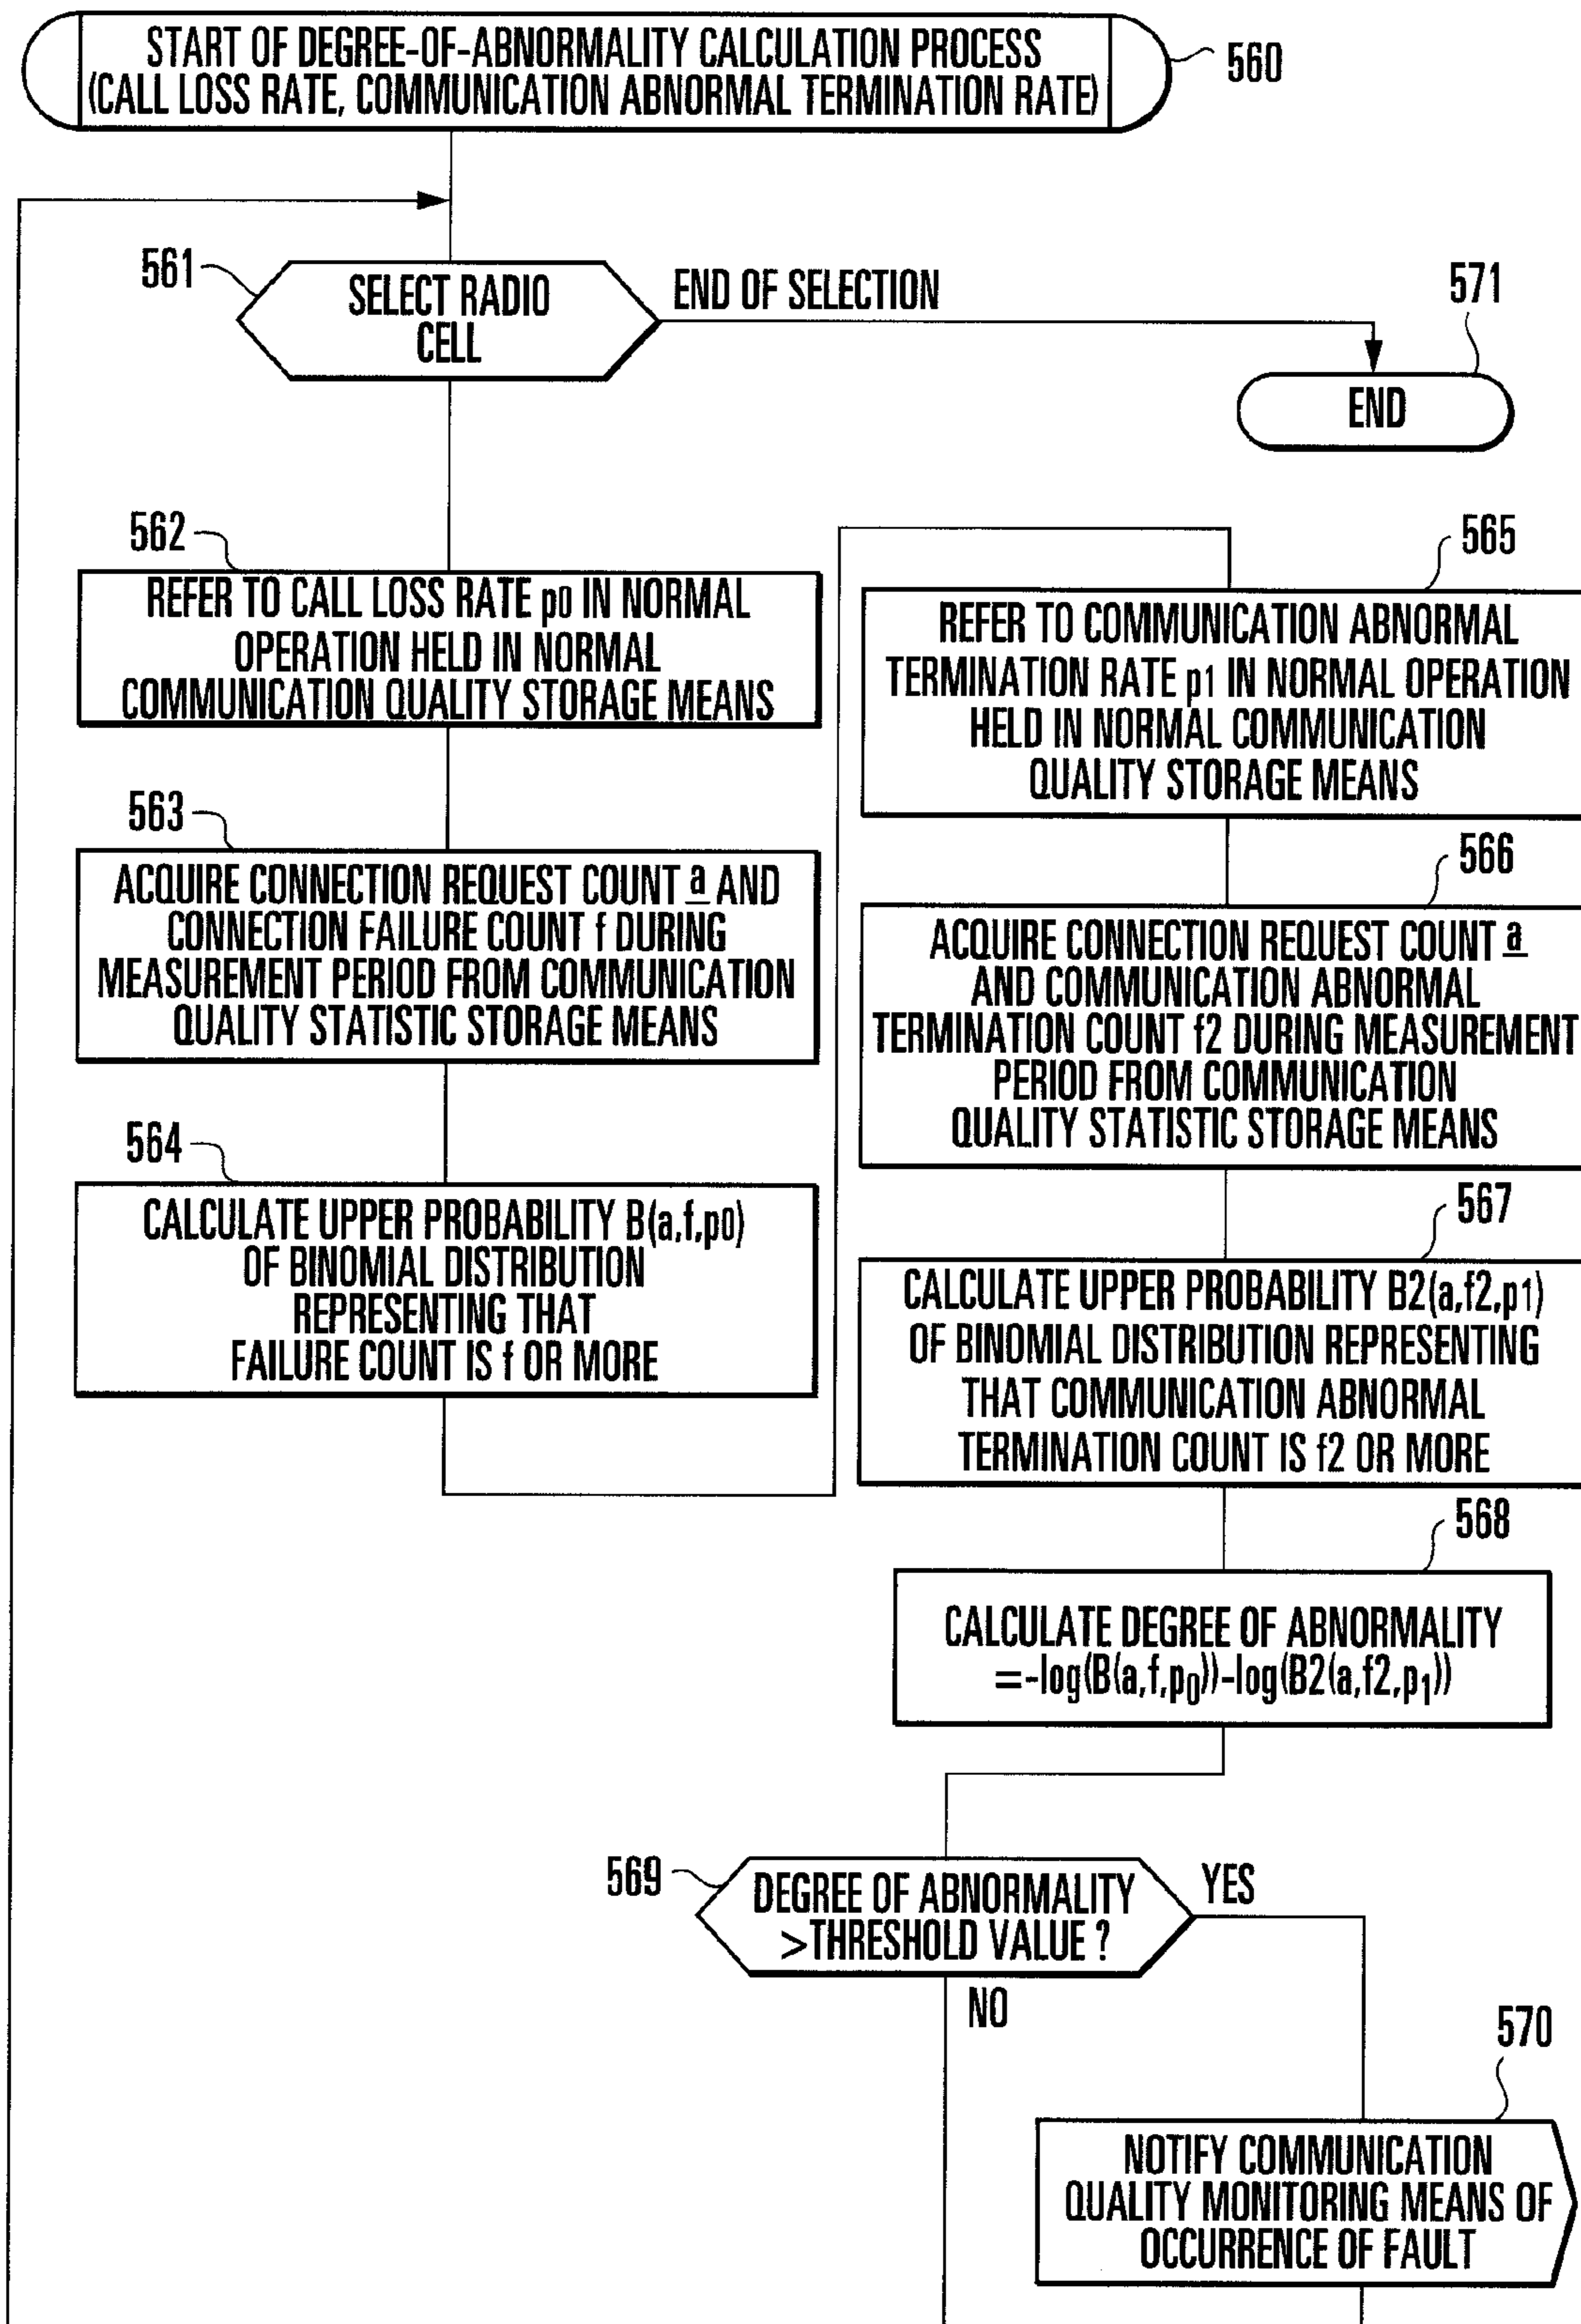 START OF DEGREE-OF-ABNORMALITY CALCULATION PROCESS
(CALL LOSS RATE, COMMUNICATION ABNORMAL TERMINATION RATE)
560
561
SELECT RADIO
CELL
END OF SELECTION
571
END
562
REFER TO CALL LOSS RATE p0 IN NORMAL
OPERATION HELD IN NORMAL
COMMUNICATION QUALITY STORAGE MEANS
563
ACQUIRE CONNECTION REQUEST COUNT a AND
CONNECTION FAILURE COUNT f DURING
MEASUREMENT PERIOD FROM COMMUNICATION
QUALITY STATISTIC STORAGE MEANS
564
CALCULATE UPPER PROBABILITY B(a,f,p0)
OF BINOMIAL DISTRIBUTION
REPRESENTING THAT
FAILURE COUNT IS f OR MORE
565
REFER TO COMMUNICATION ABNORMAL
TERMINATION RATE p1 IN NORMAL OPERATION
HELD IN NORMAL COMMUNICATION
QUALITY STORAGE MEANS
566
ACQUIRE CONNECTION REQUEST COUNT a
AND COMMUNICATION ABNORMAL
TERMINATION COUNT f2 DURING MEASUREMENT
PERIOD FROM COMMUNICATION
QUALITY STATISTIC STORAGE MEANS
567
CALCULATE UPPER PROBABILITY B2(a,f2,p1)
OF BINOMIAL DISTRIBUTION REPRESENTING
THAT COMMUNICATION ABNORMAL
TERMINATION COUNT IS f2 OR MORE
568
CALCULATE DEGREE OF ABNORMALITY
=-log(B(a,f,p0))-log(B2(a,f2,p1))
569
DEGREE OF ABNORMALITY
>THRESHOLD VALUE ?
YES
NO
570
NOTIFY COMMUNICATION
QUALITY MONITORING MEANS OF
OCCURRENCE OF FAULT